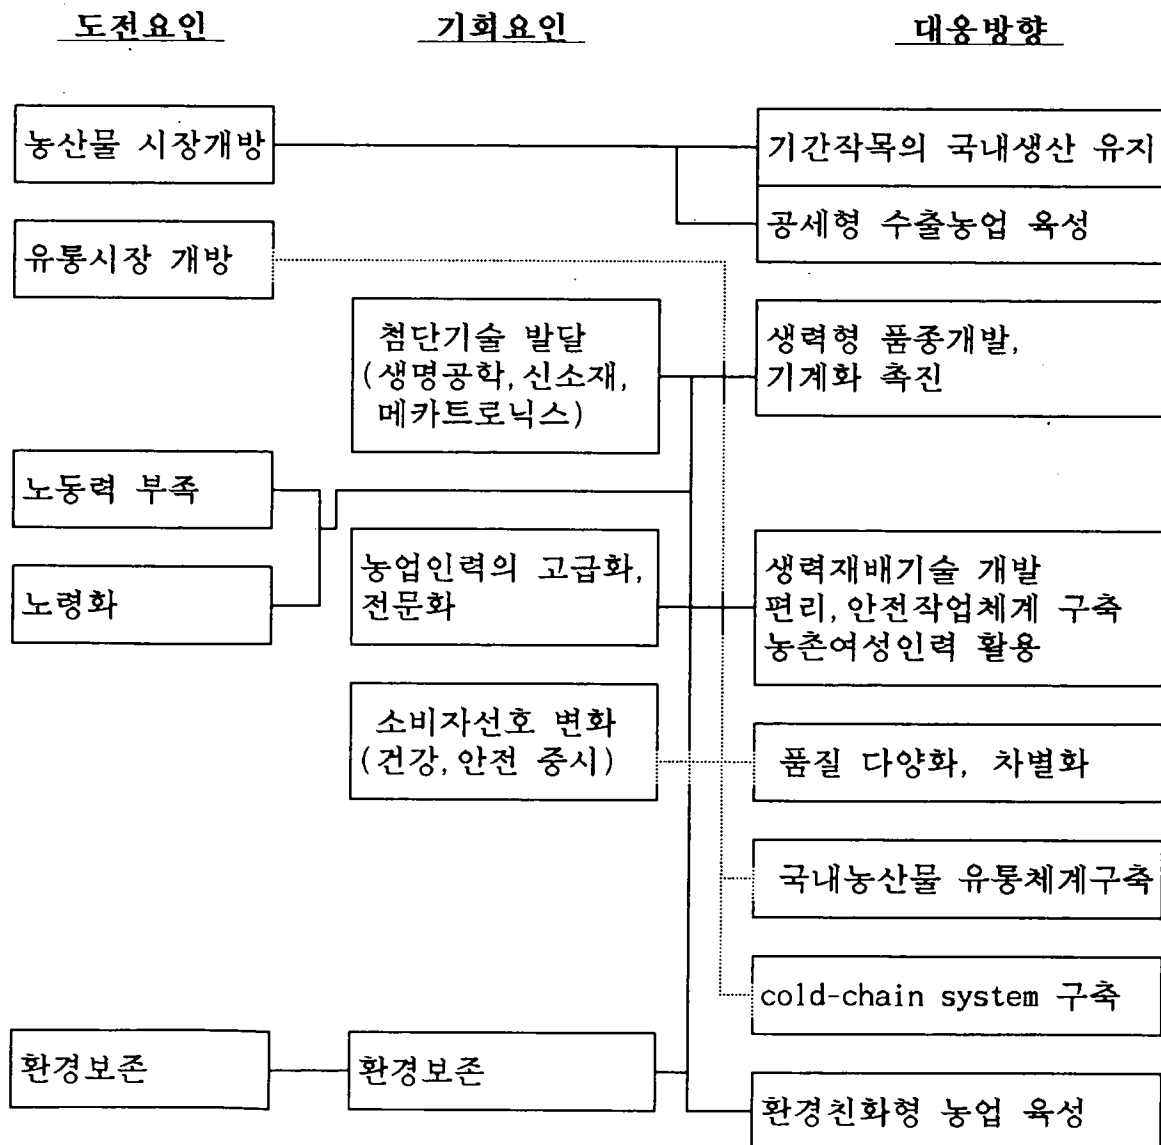 도전요인
기회요인
대응방향
농산물 시장개방
기간작목의 국내생산 유지
공세형 수출농업 육성
유통시장 개방
첨단기술 발달
(생명공학, 신소재,
메카트로닉스)
생력형 품종개발,
기계화 촉진
노동력 부족
노령화
농업인력의 고급화,
전문화
생력재배기술 개발
편리, 안전작업체계 구축
농촌여성인력 활용
소비자선호 변화
(건강, 안전 중시)
품질 다양화, 차별화
국내농산물 유통체계구축
cold-chain system 구축
환경보존
환경보존
환경친화형 농업 육성